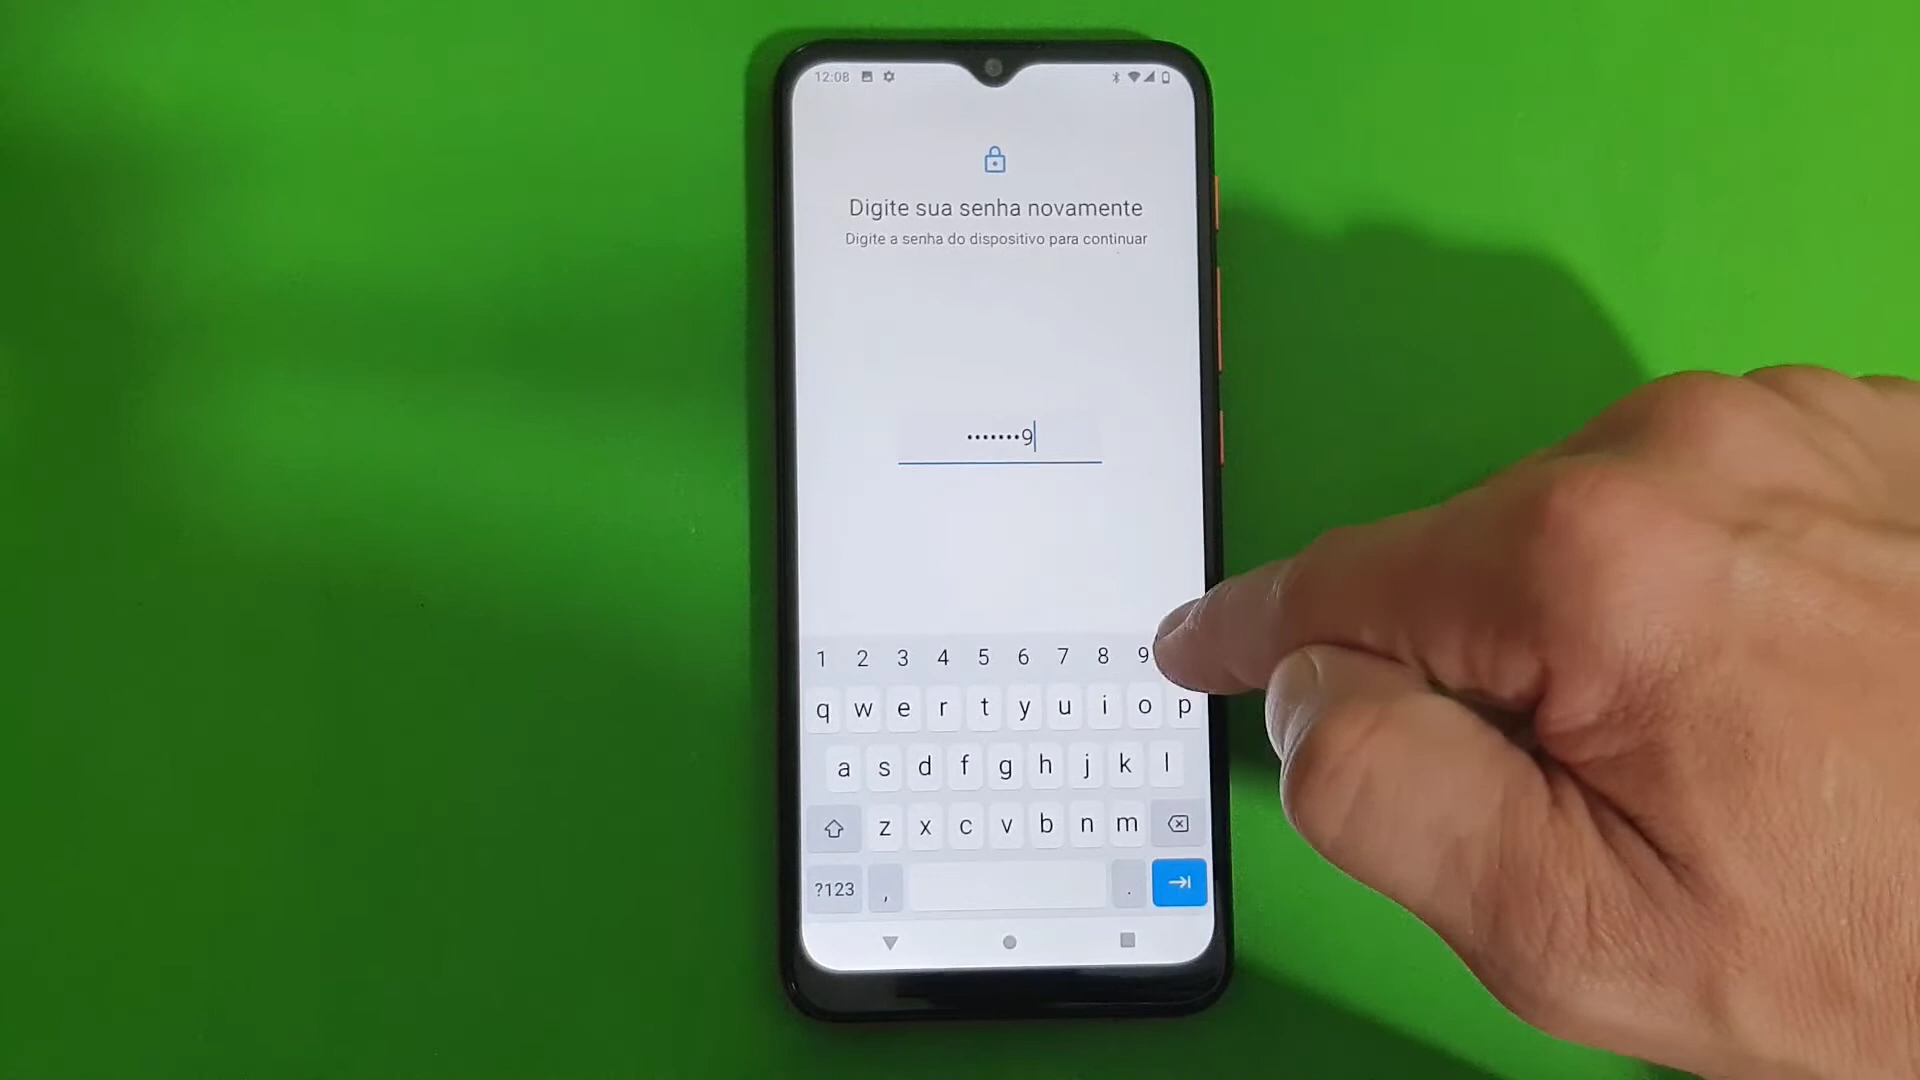 12:08
Digite sua senha novamente
Digite a senha do dispositivo para continuar
•••••••9
1 2 3 4 5 6 7 8 9
q w e r t y u i o p
a s d f g h j k l
z x c v b n m
?123 , .